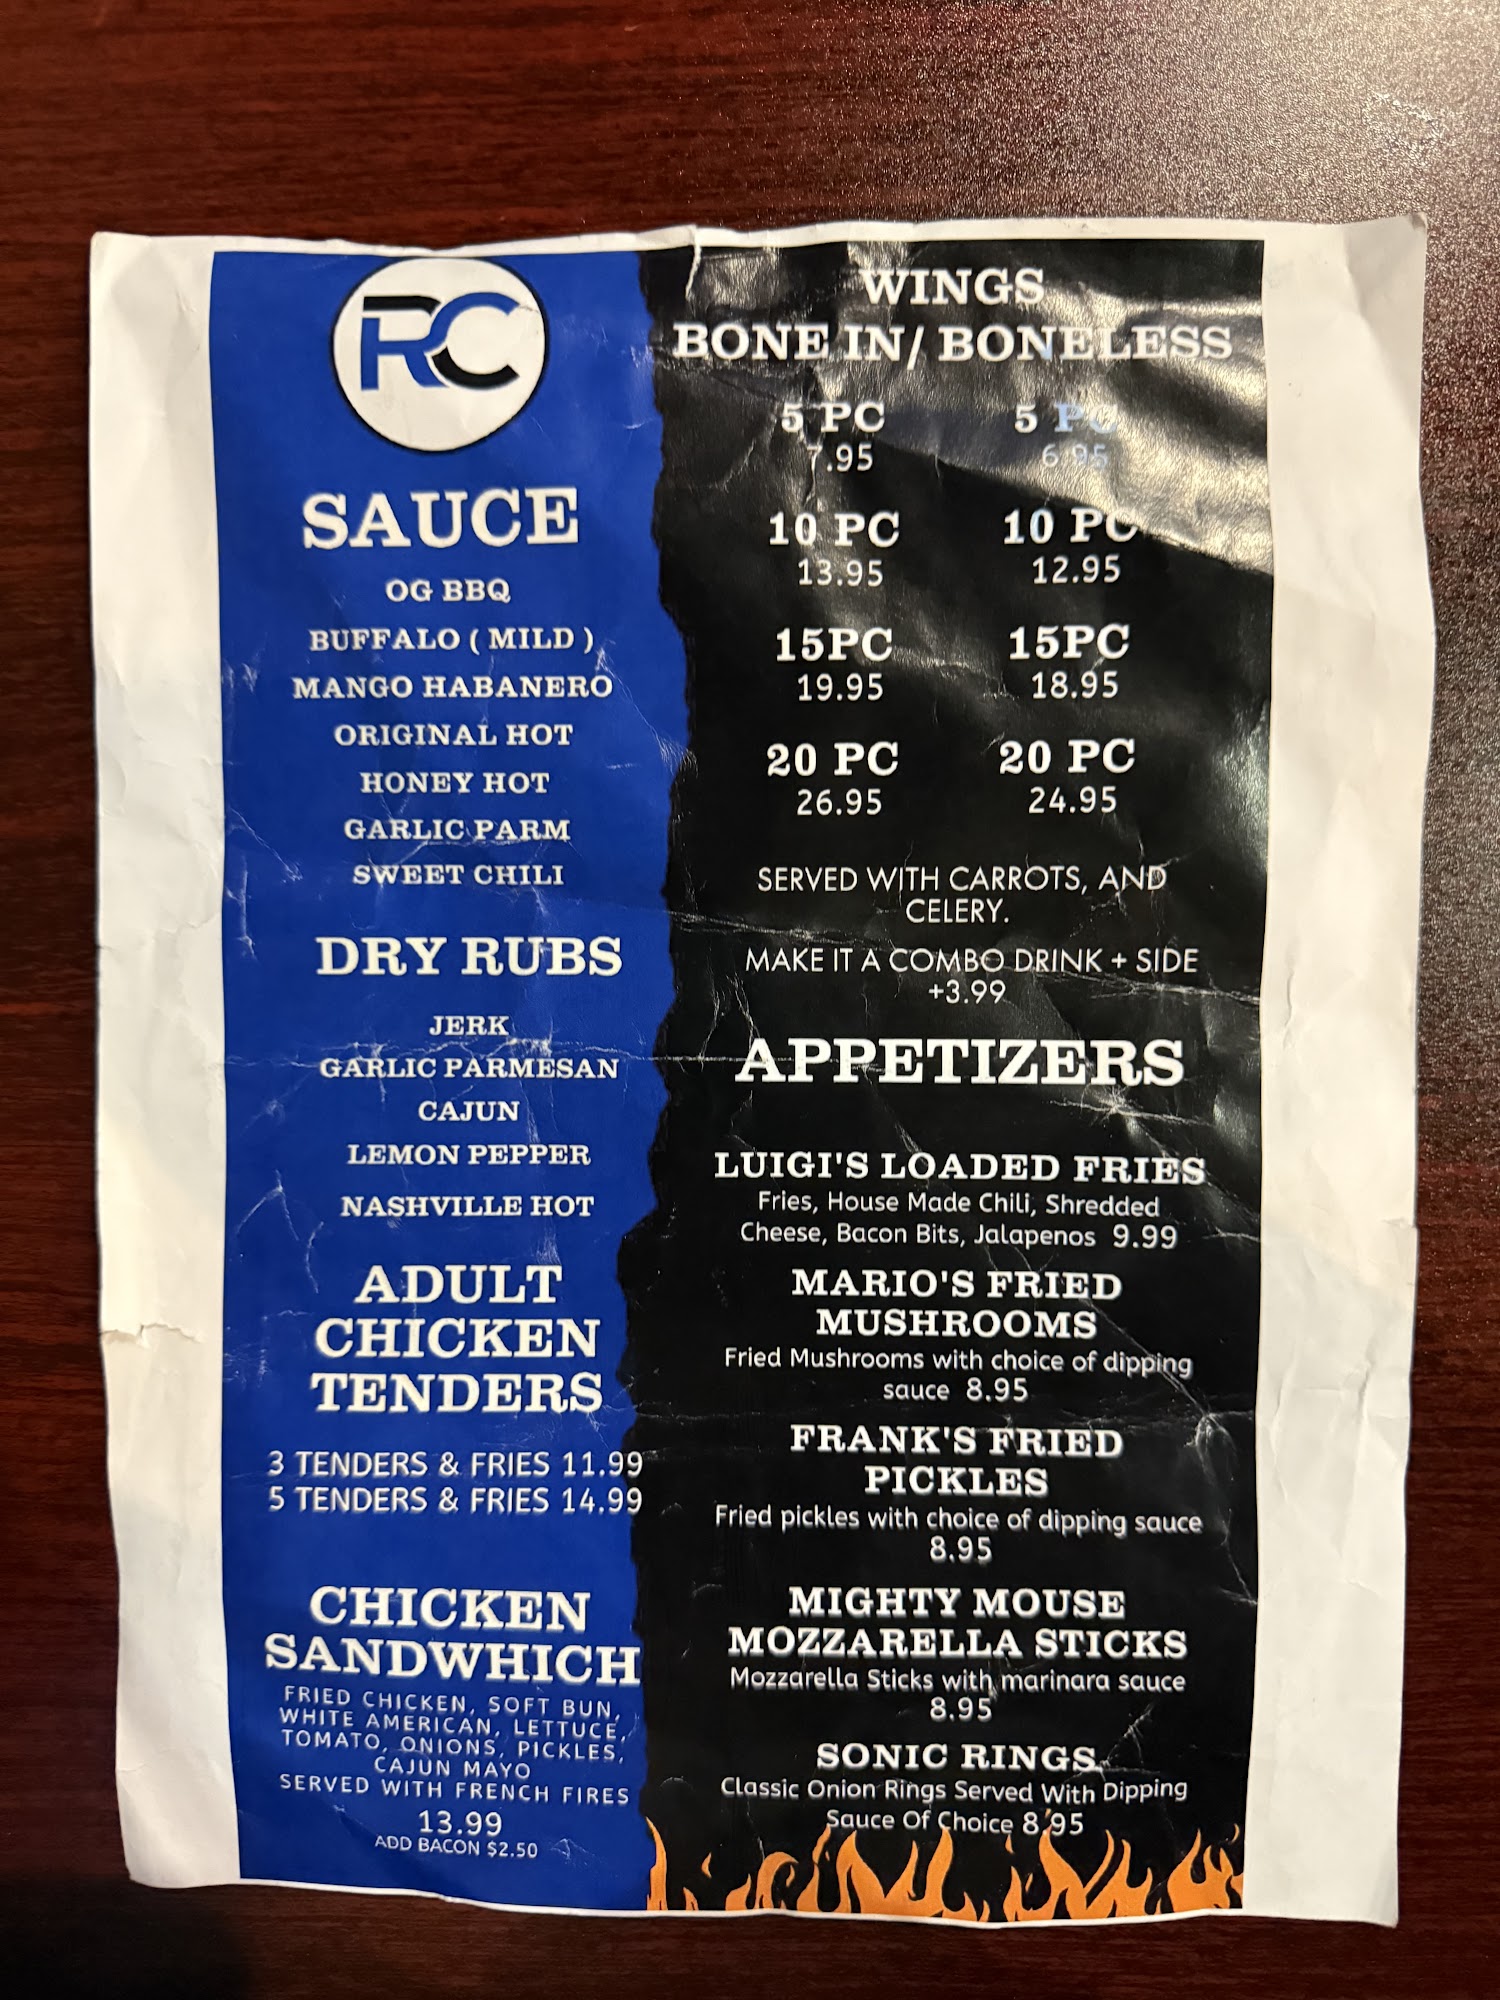 RC
SAUCE
OG BBQ
BUFFALO ( MILD )
MANGO HABANERO
ORIGINAL HOT
HONEY HOT
GARLIC PARM
SWEET CHILI
DRY RUBS
JERK
GARLIC PARMESAN
CAJUN
LEMON PEPPER
NASHVILLE HOT
ADULT
CHICKEN
TENDERS
3 TENDERS & FRIES 11.99
5 TENDERS & FRIES 14.99
CHICKEN
SANDWHICH
FRIED CHICKEN, SOFT BUN,
WHITE AMERICAN, LETTUCE,
TOMATO, ONIONS, PICKLES,
CAJUN MAYO
SERVED WITH FRENCH FIRES
13.99
ADD BACON $2.50
WINGS
BONE IN/ BONELESS
5 PC 5 PC
7.95 6.95
10 PC 10 PC
13.95 12.95
15PC 15PC
19.95 18.95
20 PC 20 PC
26.95 24.95
SERVED WITH CARROTS, AND
CELERY.
MAKE IT A COMBO DRINK + SIDE
+3.99
APPETIZERS
LUIGI'S LOADED FRIES
Fries, House Made Chili, Shredded
Cheese, Bacon Bits, Jalapenos 9.99
MARIO'S FRIED
MUSHROOMS
Fried Mushrooms with choice of dipping
sauce 8.95
FRANK'S FRIED
PICKLES
Fried pickles with choice of dipping sauce
8.95
MIGHTY MOUSE
MOZZARELLA STICKS
Mozzarella Sticks with marinara sauce
8.95
SONIC RINGS
Classic Onion Rings Served With Dipping
Sauce Of Choice 8.95